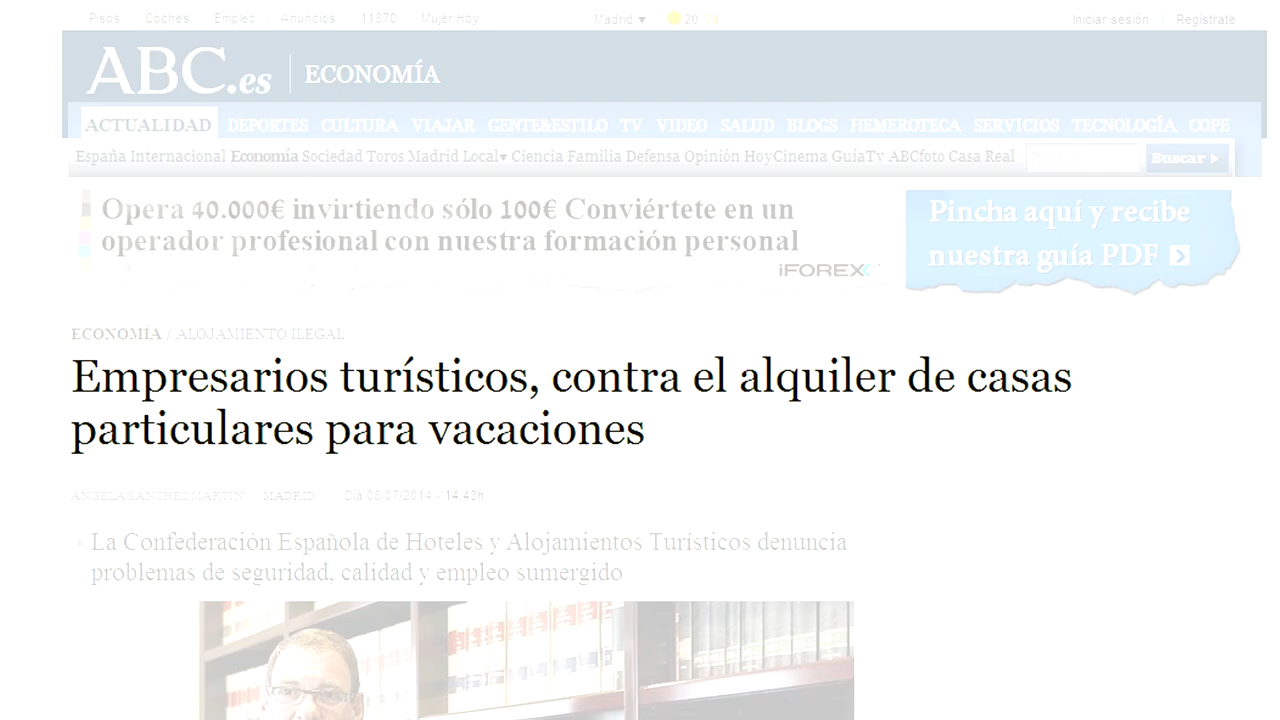 Pisos Coches Empleo Anuncios 11870 Mujer Hoy Madrid ▼ 20 24 Iniciar sesión Regístrate
ABC.es ECONOMÍA
ACTUALIDAD DEPORTES CULTURA VIAJAR GENTE&ESTILO TV VIDEO SALUD BLOGS HEMEROTECA SERVICIOS TECNOLOGÍA COPE
España Internacional Economía Sociedad Toros Madrid Local▾ Ciencia Familia Defensa Opinión HoyCinema GuíaTv ABCfoto Casa Real Buscar
Opera 40.000€ invirtiendo sólo 100€ Conviértete en un
operador profesional con nuestra formación personal
iFOREX
Pincha aquí y recibe
nuestra guía PDF
ECONOMÍA / ALOJAMIENTO ILEGAL
Empresarios turísticos, contra el alquiler de casas
particulares para vacaciones
ÁNGELA SÁNCHEZ MARTÍN MADRID Día 08/07/2014 - 14.43h
La Confederación Española de Hoteles y Alojamientos Turísticos denuncia
problemas de seguridad, calidad y empleo sumergido